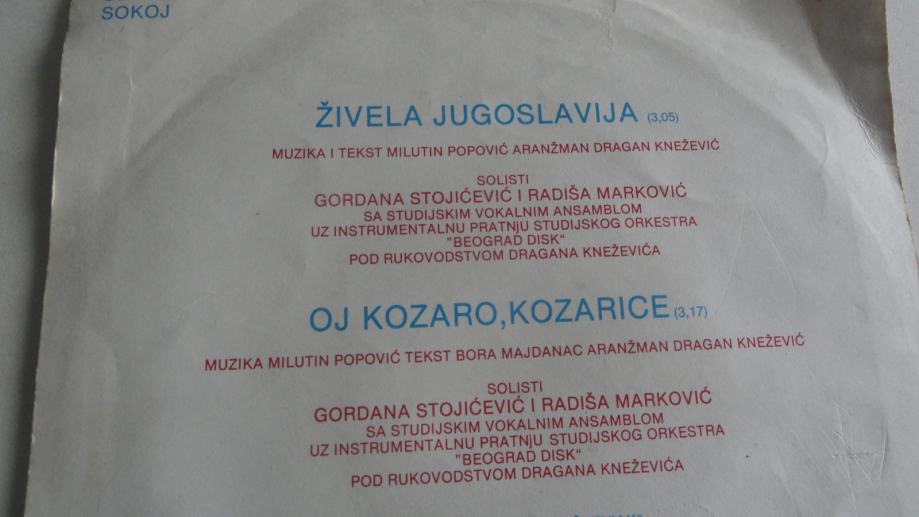 SOKOJ
ŽIVELA JUGOSLAVIJA (3,05)
MUZIKA I TEKST MILUTIN POPOVIĆ ARANŽMAN DRAGAN KNEŽEVIĆ
SOLISTI
GORDANA STOJIĆEVIĆ I RADIŠA MARKOVIĆ
SA STUDIJSKIM VOKALNIM ANSAMBLOM
UZ INSTRUMENTALNU PRATNjU STUDIJSKOG ORKESTRA
"BEOGRAD DISK“
POD RUKOVODSTVOM DRAGANA KNEŽEVIĆA
OJ KOZARO,KOZARICE (3,17)
MUZIKA MILUTIN POPOVIĆ TEKST BORA MAJDANAC ARANŽMAN DRAGAN KNEŽEVIĆ
SOLISTI
GORDANA STOJIĆEVIĆ I RADIŠA MARKOVIĆ
SA STUDIJSKIM VOKALNIM ANSAMBLOM
UZ INSTRUMENTALNU PRATNjU STUDIJSKOG ORKESTRA
"BEOGRAD DISK“
POD RUKOVODSTVOM DRAGANA KNEŽEVIĆA